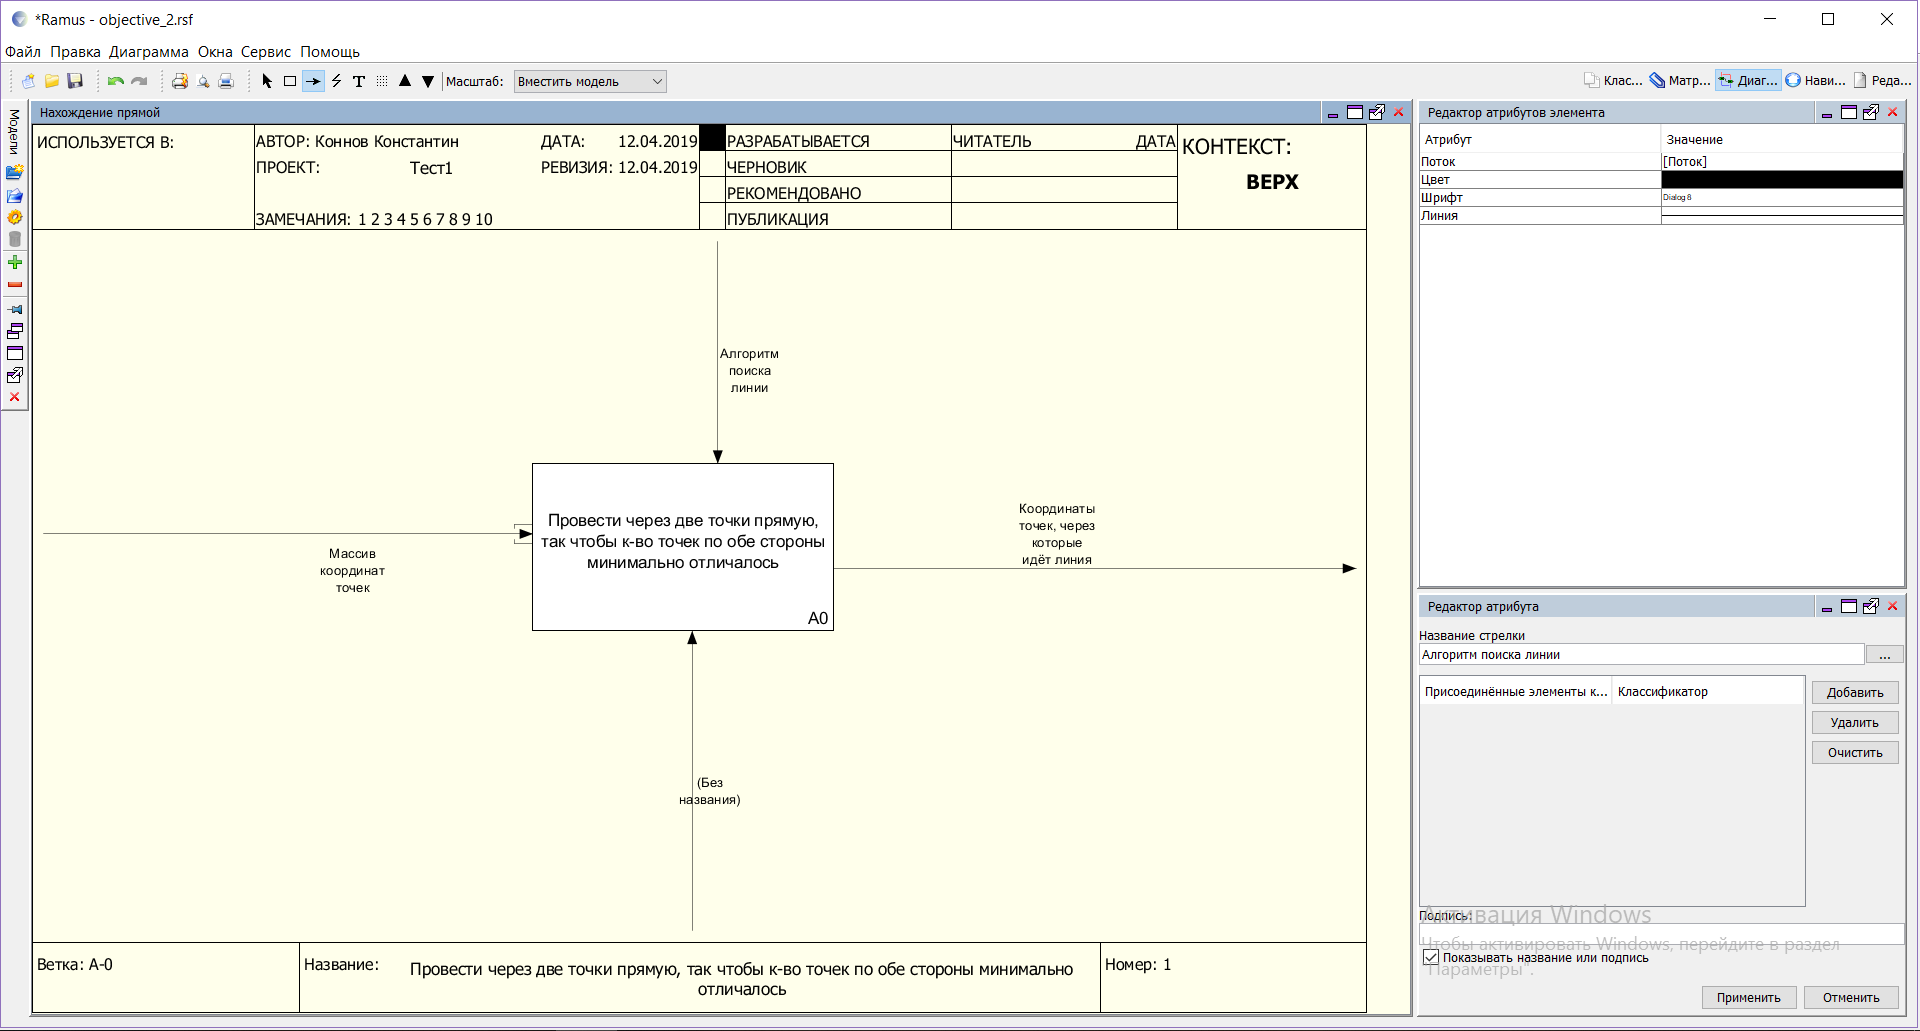 *Ramus - objective_2.rsf
Файл Правка Диаграмма Окна Сервис Помощь
Масштаб: Вместить модель
Клас... Матр... Диаг... Нави... Реда...
Модели
Нахождение прямой
ИСПОЛЬЗУЕТСЯ В:
АВТОР: Коннов Константин
ДАТА: 12.04.2019
ПРОЕКТ: Тест1
РЕВИЗИЯ: 12.04.2019
ЗАМЕЧАНИЯ: 1 2 3 4 5 6 7 8 9 10
РАЗРАБАТЫВАЕТСЯ
ЧЕРНОВИК
РЕКОМЕНДОВАНО
ПУБЛИКАЦИЯ
ЧИТАТЕЛЬ ДАТА
КОНТЕКСТ:
ВЕРХ
Алгоритм
поиска
линии
Массив
координат
точек
Провести через две точки прямую,
так чтобы к-во точек по обе стороны
минимально отличалось
A0
Координаты
точек, через
которые
идёт линия
(Без
названия)
Ветка: A-0
Название:
Провести через две точки прямую, так чтобы к-во точек по обе стороны минимально
отличалось
Номер: 1
Редактор атрибутов элемента
Атрибут Значение
Поток [Поток]
Цвет
Шрифт Dialog 8
Линия
Редактор атрибута
Название стрелки
Алгоритм поиска линии
...
Присоединённые элементы к... Классификатор
Добавить
Удалить
Очистить
Подпись:
Активация Windows
Чтобы активировать Windows, перейдите в раздел
"Параметры".
Показывать название или подпись
Применить Отменить